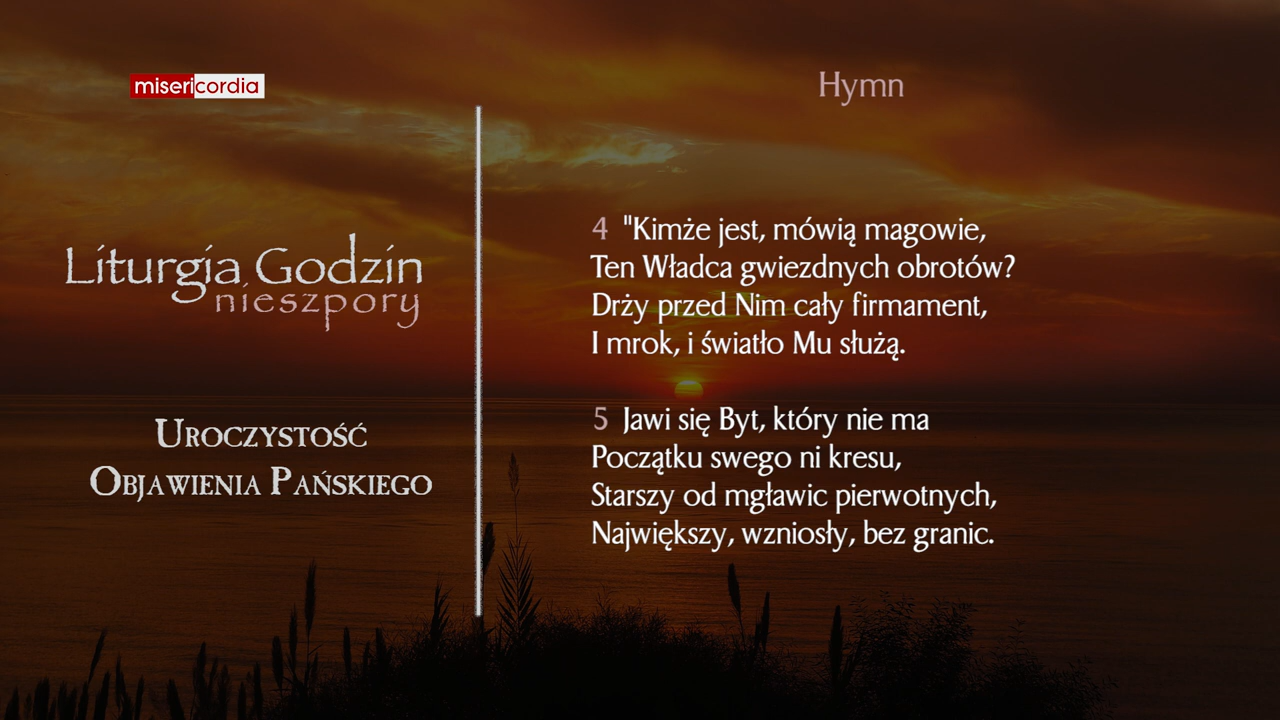 misericordia
Liturgia Godzin
nieszpory
Uroczystość
Objawienia Pańskiego
Hymn
4 "Kimże jest, mówią magowie,
Ten Władca gwiezdnych obrotów?
Drży przed Nim cały firmament,
I mrok, i światło Mu służą.
5 Jawi się Byt, który nie ma
Początku swego ni kresu,
Starszy od mgławic pierwotnych,
Największy, wzniosły, bez granic.